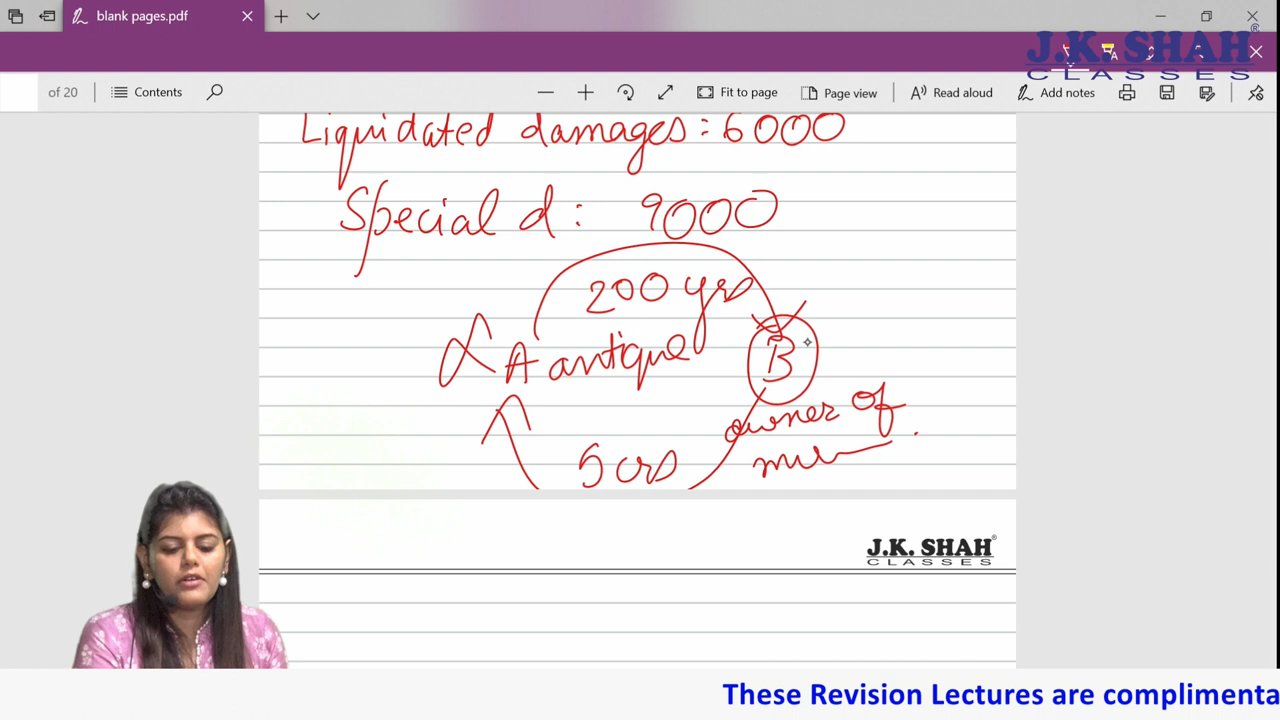 blank pages.pdf
J.K. SHAH®
CLASSES
of 20
Contents
Fit to page
Page view
Read aloud
Add notes
Liquidated damages: 6000
Special d: 9000
200 yrs
A antique
B
owner of
5 crs
J.K. SHAH®
CLASSES
These Revision Lectures are complimenta